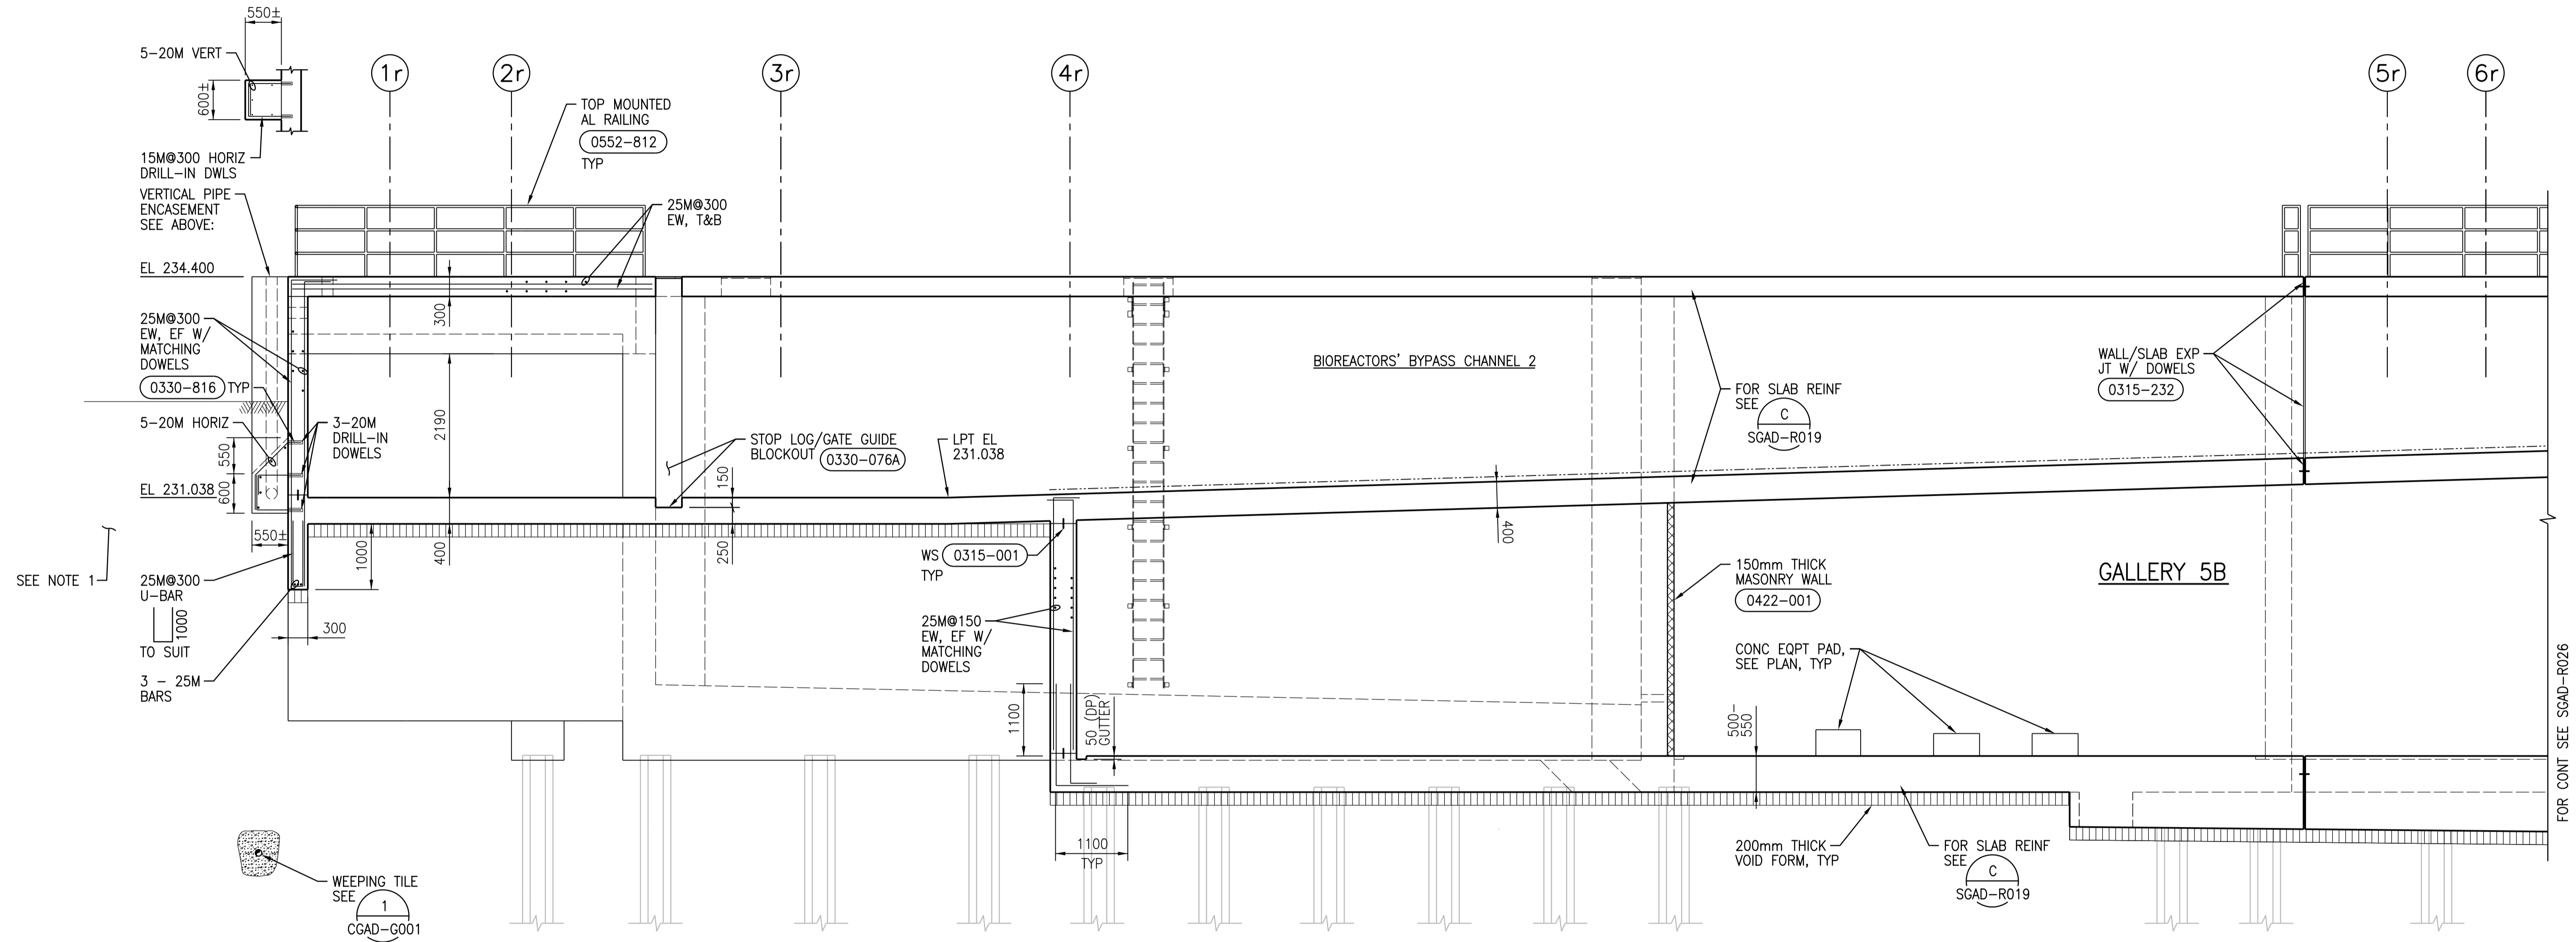 550±
5-20M VERT
600±
15M@300 HORIZ
DRILL-IN DWLS
VERTICAL PIPE
ENCASEMENT
SEE ABOVE:
1r
2r
3r
4r
5r
6r
TOP MOUNTED
AL RAILING
0552-812
TYP
25M@300
EW, T&B
EL 234.400
300
25M@300
EW, EF W/
MATCHING
DOWELS
0330-816 TYP
5-20M HORIZ
3-20M
DRILL-IN
DOWELS
2190
550
600
EL 231.038
550±
STOP LOG/GATE GUIDE
BLOCKOUT 0330-076A
150
LPT EL
231.038
BIOREACTORS' BYPASS CHANNEL 2
FOR SLAB REINF
SEE
C
SGAD-R019
WALL/SLAB EXP
JT W/ DOWELS
0315-232
SEE NOTE 1
25M@300
U-BAR
1000
TO SUIT
3 - 25M
BARS
300
1000
400
250
WS 0315-001
TYP
25M@150
EW, EF W/
MATCHING
DOWELS
400
150mm THICK
MASONRY WALL
0422-001
GALLERY 5B
CONC EQPT PAD,
SEE PLAN, TYP
1100
50 (DP)
GUTTER
500-
550
1100
TYP
200mm THICK
VOID FORM, TYP
FOR SLAB REINF
SEE
C
SGAD-R019
WEEPING TILE
SEE
1
CGAD-G001
FOR CONT SEE SGAD-R026